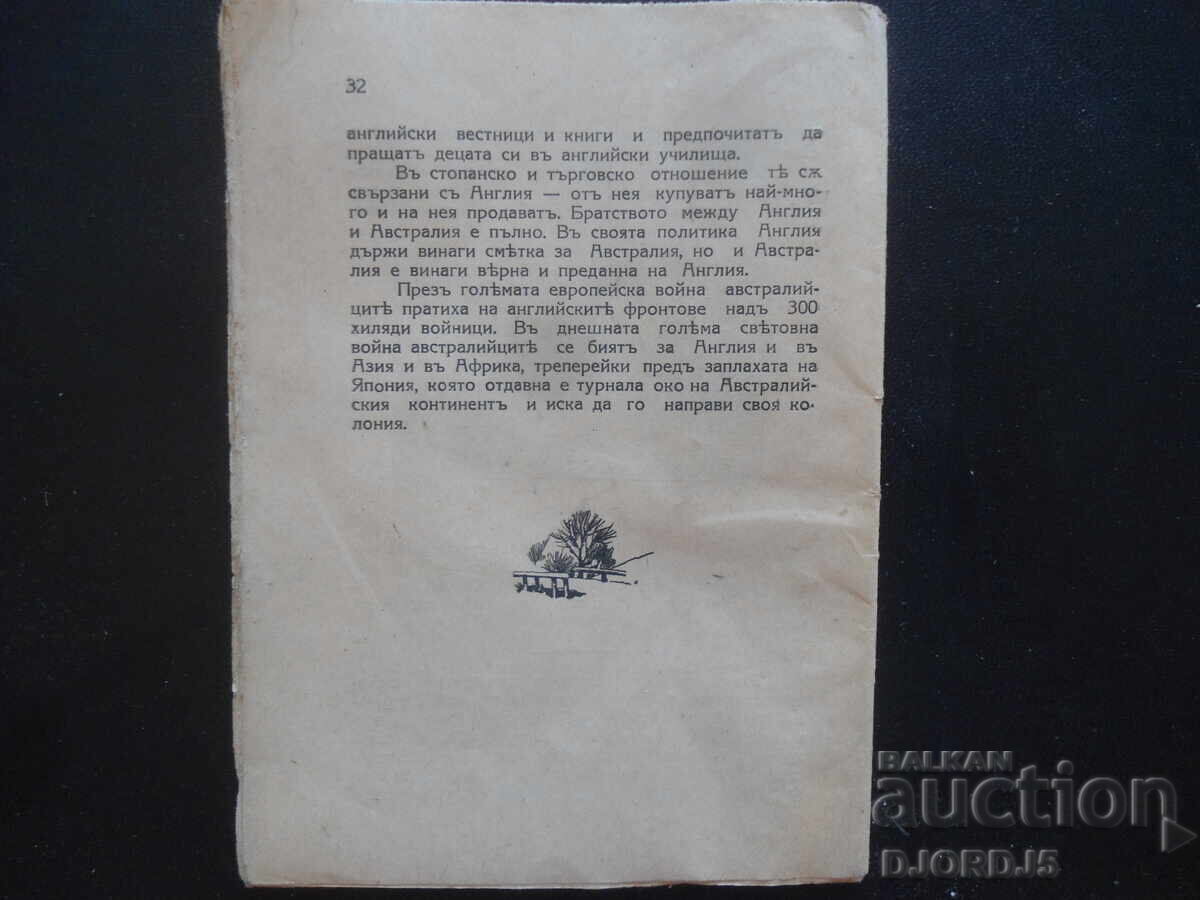 32
английски вестници и книги и предпочитатъ да
пращатъ децата си въ английски училища.
Въ стопанско и търговско отношение тѣ сѫ
свързани съ Англия — отъ нея купуватъ най-мно-
го и на нея продаватъ. Братството между Англия
и Австралия е пълно. Въ своята политика Англия
държи винаги смѣтка за Австралия, но и Австра-
лия е винаги вѣрна и преданна на Англия.
Презъ голѣмата европейска война австралий-
цитѣ пратиха на английскитѣ фронтове надъ 300
хиляди войници. Въ днешната голѣма свѣтовна
война австралийцитѣ се биятъ за Англия и въ
Азия и въ Африка, треперейки предъ заплахата на
Япония, която отдавна е турнала око на Австралий-
ския континентъ и иска да го направи своя ко-
лония.
BALKAN
auction
DJORDJ5